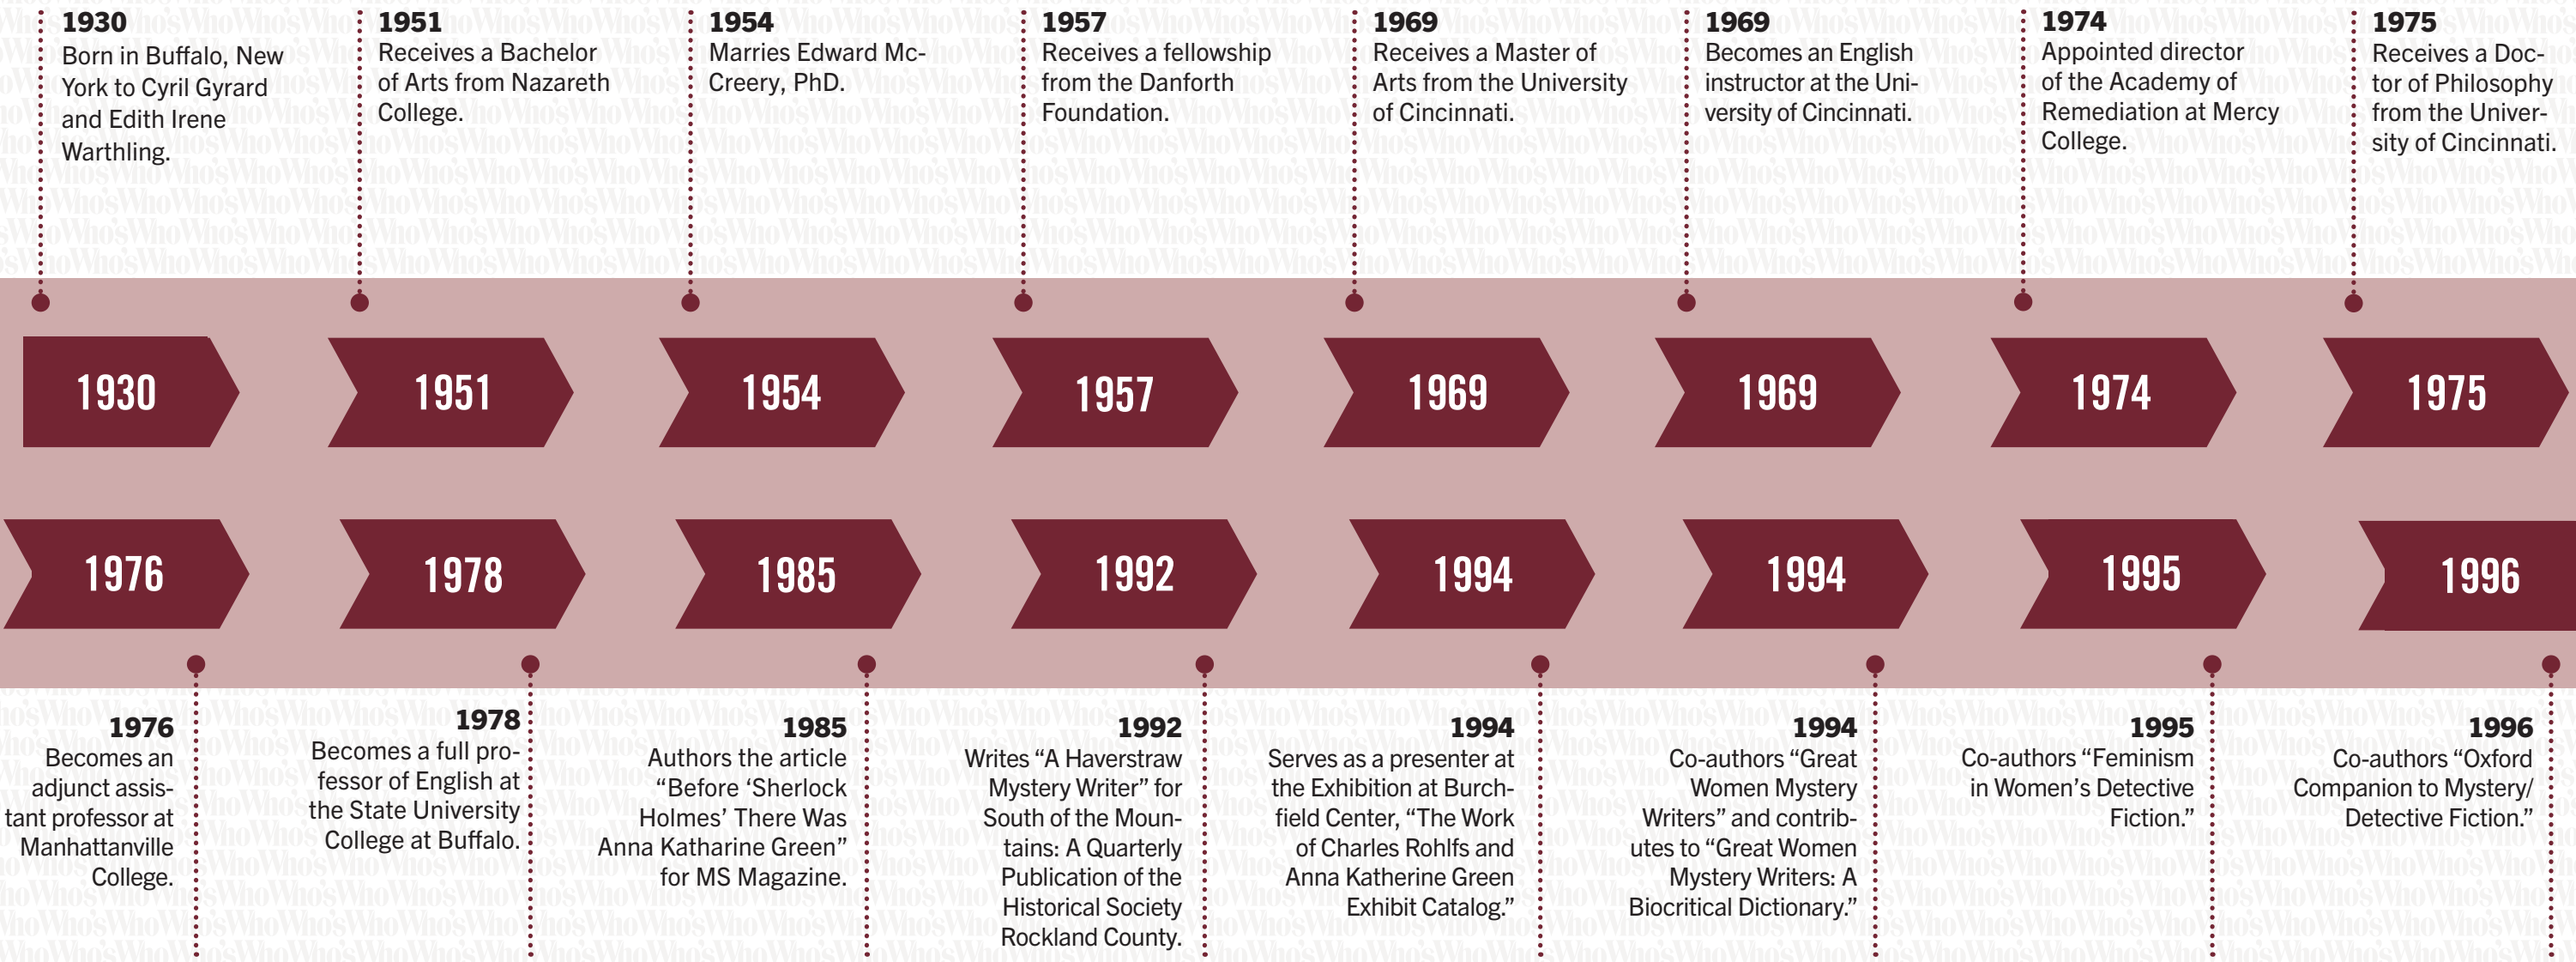 1930
Born in Buffalo, New
York to Cyril Gyrard
and Edith Irene
Warthling.
1951
Receives a Bachelor
of Arts from Nazareth
College.
1954
Marries Edward Mc-
Creery, PhD.
1957
Receives a fellowship
from the Danforth
Foundation.
1969
Receives a Master of
Arts from the University
of Cincinnati.
1969
Becomes an English
instructor at the Uni-
versity of Cincinnati.
1974
Appointed director
of the Academy of
Remediation at Mercy
College.
1975
Receives a Doc-
tor of Philosophy
from the Univer-
sity of Cincinnati.
1930
1951
1954
1957
1969
1969
1974
1975
1976
1978
1985
1992
1994
1994
1995
1996
1976
Becomes an
adjunct assis-
tant professor at
Manhattanville
College.
1978
Becomes a full pro-
fessor of English at
the State University
College at Buffalo.
1985
Authors the article
“Before ‘Sherlock
Holmes’ There Was
Anna Katharine Green”
for MS Magazine.
1992
Writes “A Haverstraw
Mystery Writer” for
South of the Moun-
tains: A Quarterly
Publication of the
Historical Society
Rockland County.
1994
Serves as a presenter at
the Exhibition at Burch-
field Center, “The Work
of Charles Rohlfs and
Anna Katherine Green
Exhibit Catalog.”
1994
Co-authors “Great
Women Mystery
Writers” and contrib-
utes to “Great Women
Mystery Writers: A
Biocritical Dictionary.”
1995
Co-authors “Feminism
in Women’s Detective
Fiction.”
1996
Co-authors “Oxford
Companion to Mystery/
Detective Fiction.”